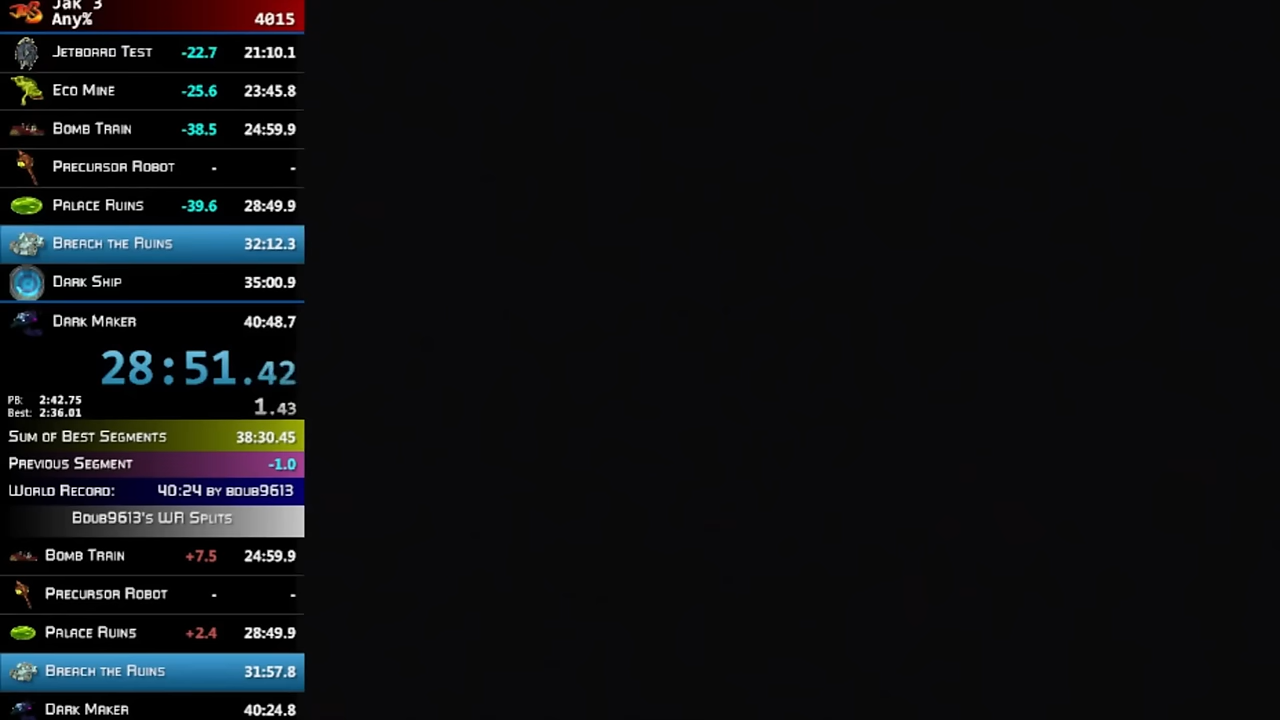 Jak 3
Any% 4015
Jetboard Test -22.7 21:10.1
Eco Mine -25.6 23:45.8
Bomb Train -38.5 24:59.9
Precursor Robot - -
Palace Ruins -39.6 28:49.9
Breach the Ruins 32:12.3
Dark Ship 35:00.9
Dark Maker 40:48.7
28:51.42
PB: 2:42.75
Best: 2:36.01
1.43
Sum of Best Segments 38:30.45
Previous Segment -1.0
World Record: 40:24 by boub9613
Boub9613's WR Splits
Bomb Train +7.5 24:59.9
Precursor Robot - -
Palace Ruins +2.4 28:49.9
Breach the Ruins 31:57.8
Dark Maker 40:24.8